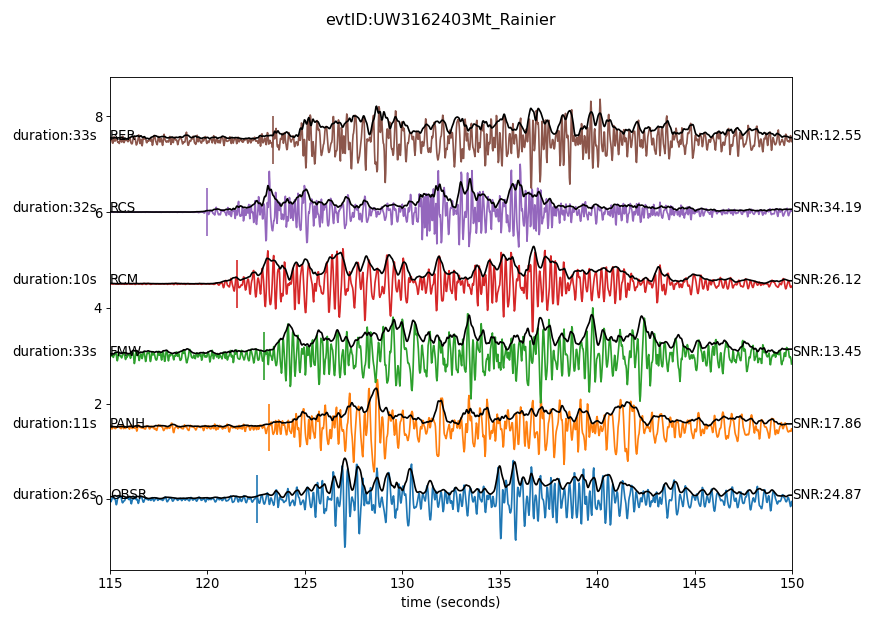 evtID:UW3162403Mt_Rainier
8
duration:33s RER SNR:12.55
duration:32s RCS SNR:34.19
6
duration:10s RCM SNR:26.12
4
duration:33s FMW SNR:13.45
2
duration:11s PANH SNR:17.86
duration:26s OBSR SNR:24.87
0
115 120 125 130 135 140 145 150
time (seconds)